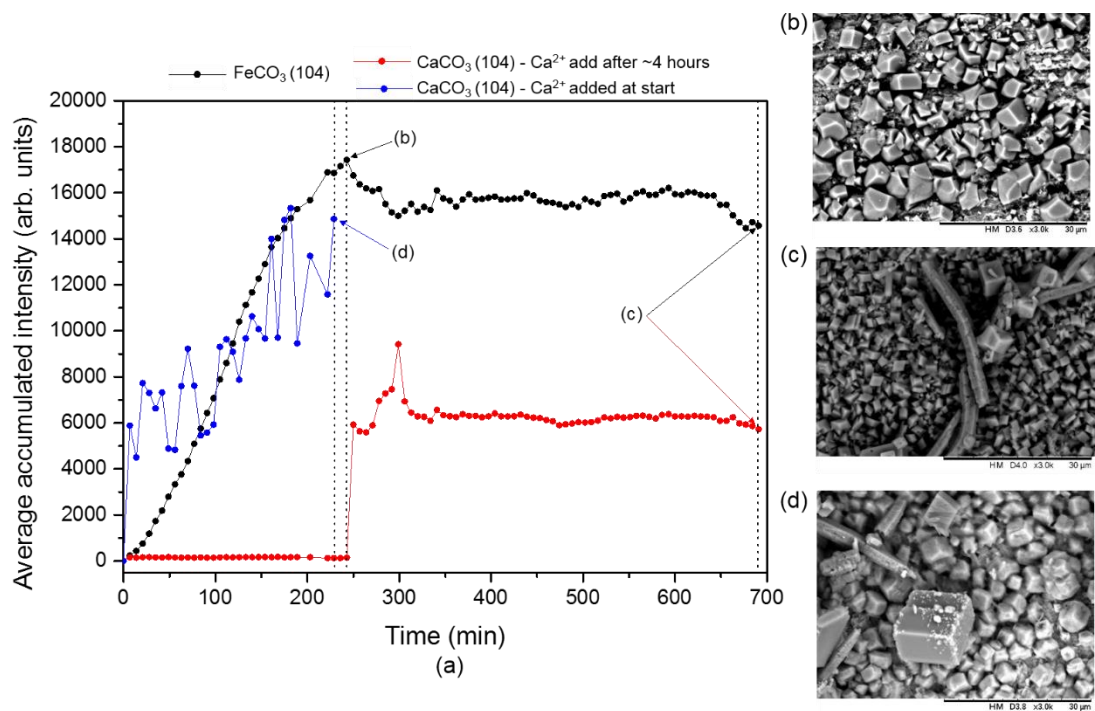 FeCO₃ (104)
CaCO₃ (104) - Ca²⁺ add after ~4 hours
CaCO₃ (104) - Ca²⁺ added at start
Average accumulated intensity (arb. units)
20000
18000
16000
14000
12000
10000
8000
6000
4000
2000
0
(b)
(d)
(c)
0
100
200
300
400
500
600
700
Time (min)
(a)
(b)
HM D3.6 x3.0k 30 µm
(c)
HM D4.0 x3.0k 30 µm
(d)
HM D3.8 x3.0k 30 µm